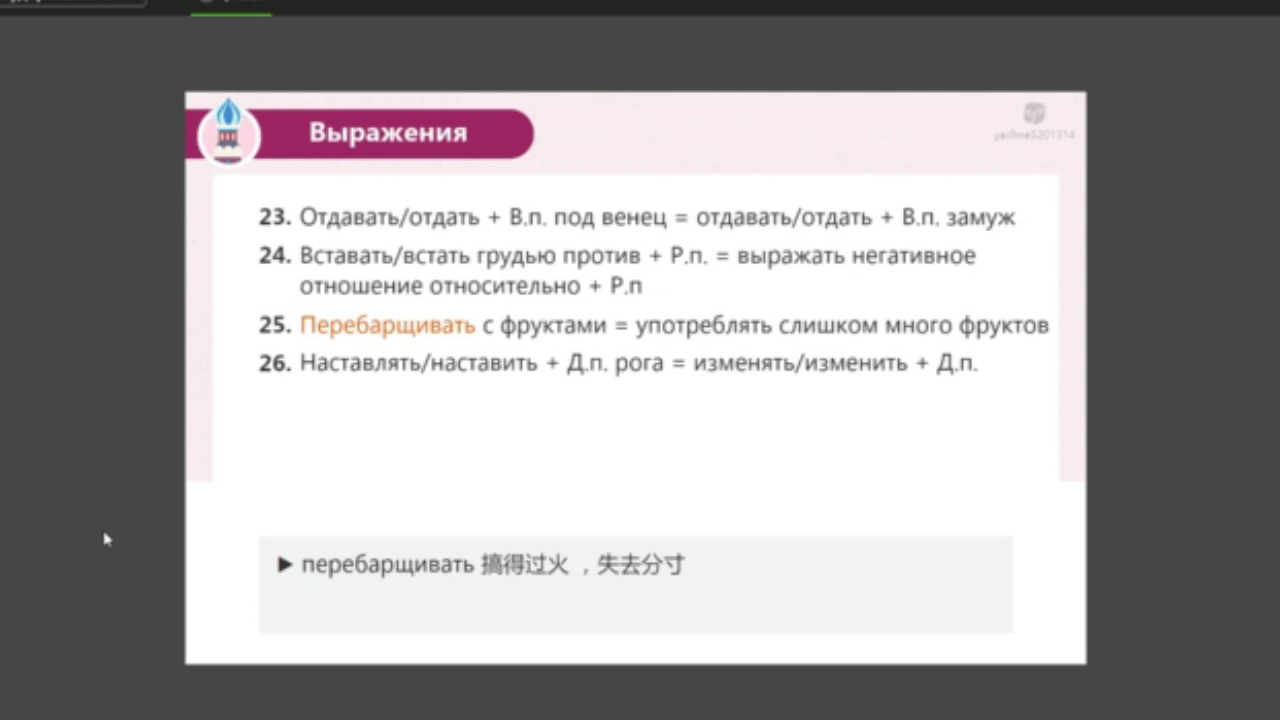 Выражения
yachne5201314
23. Отдавать/отдать + В.п. под венец = отдавать/отдать + В.п. замуж
24. Вставать/встать грудью против + Р.п. = выражать негативное
отношение относительно + Р.п
25. Перебарщивать с фруктами = употреблять слишком много фруктов
26. Наставлять/наставить + Д.п. рога = изменять/изменить + Д.п.
▶ перебарщивать 搞得过火 ，失去分寸